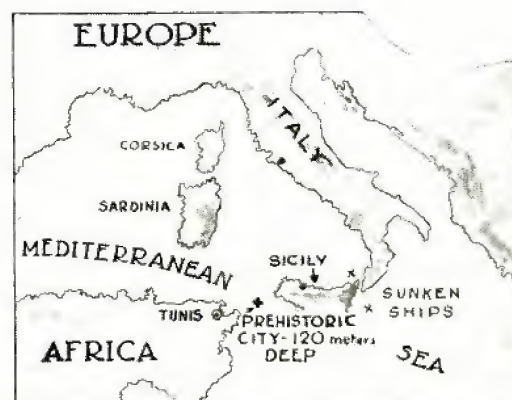 EUROPE
ITALY
CORSICA
SARDINIA
MEDITERRANEAN
SICILY
SUNKEN
SHIPS
TUNIS
PREHISTORIC
CITY-120 meters
DEEP
AFRICA
SEA